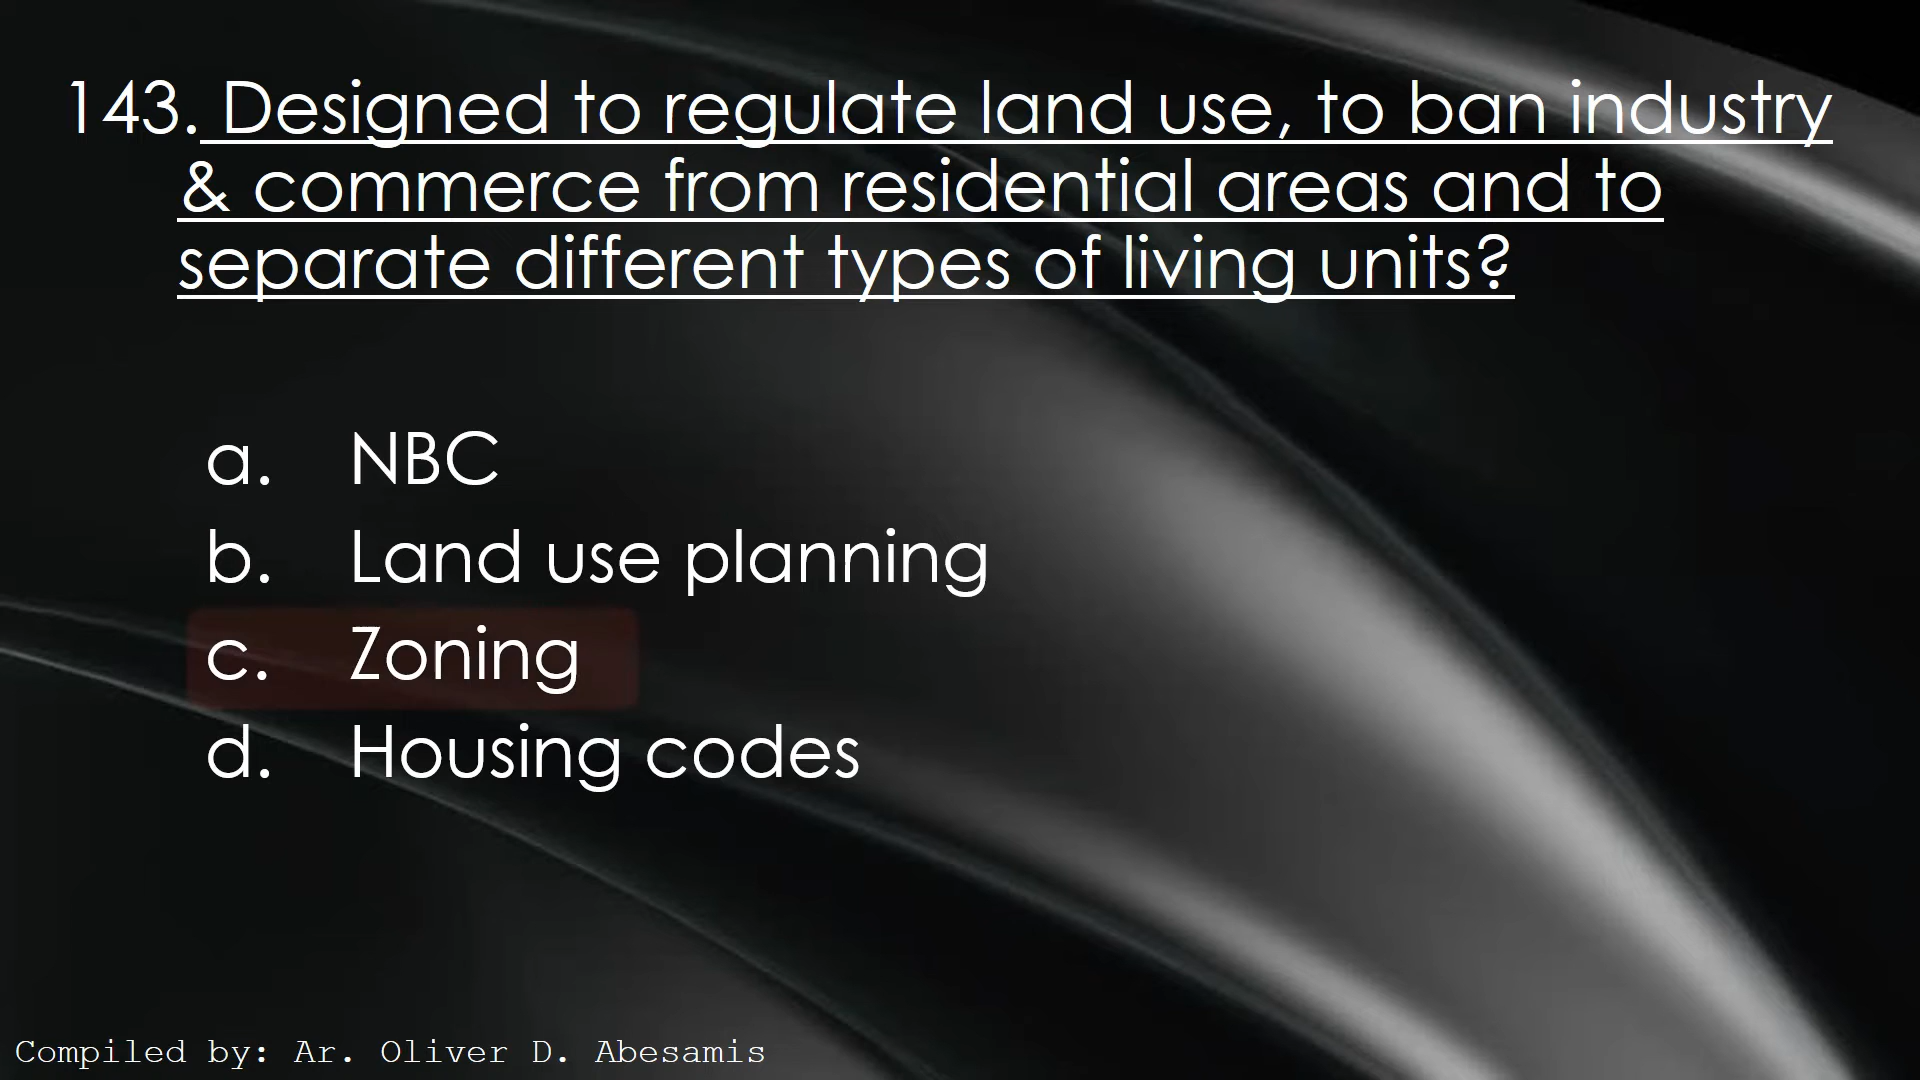 143. Designed to regulate land use, to ban industry
& commerce from residential areas and to
separate different types of living units?
a. NBC
b. Land use planning
c. Zoning
d. Housing codes
Compiled by: Ar. Oliver D. Abesamis